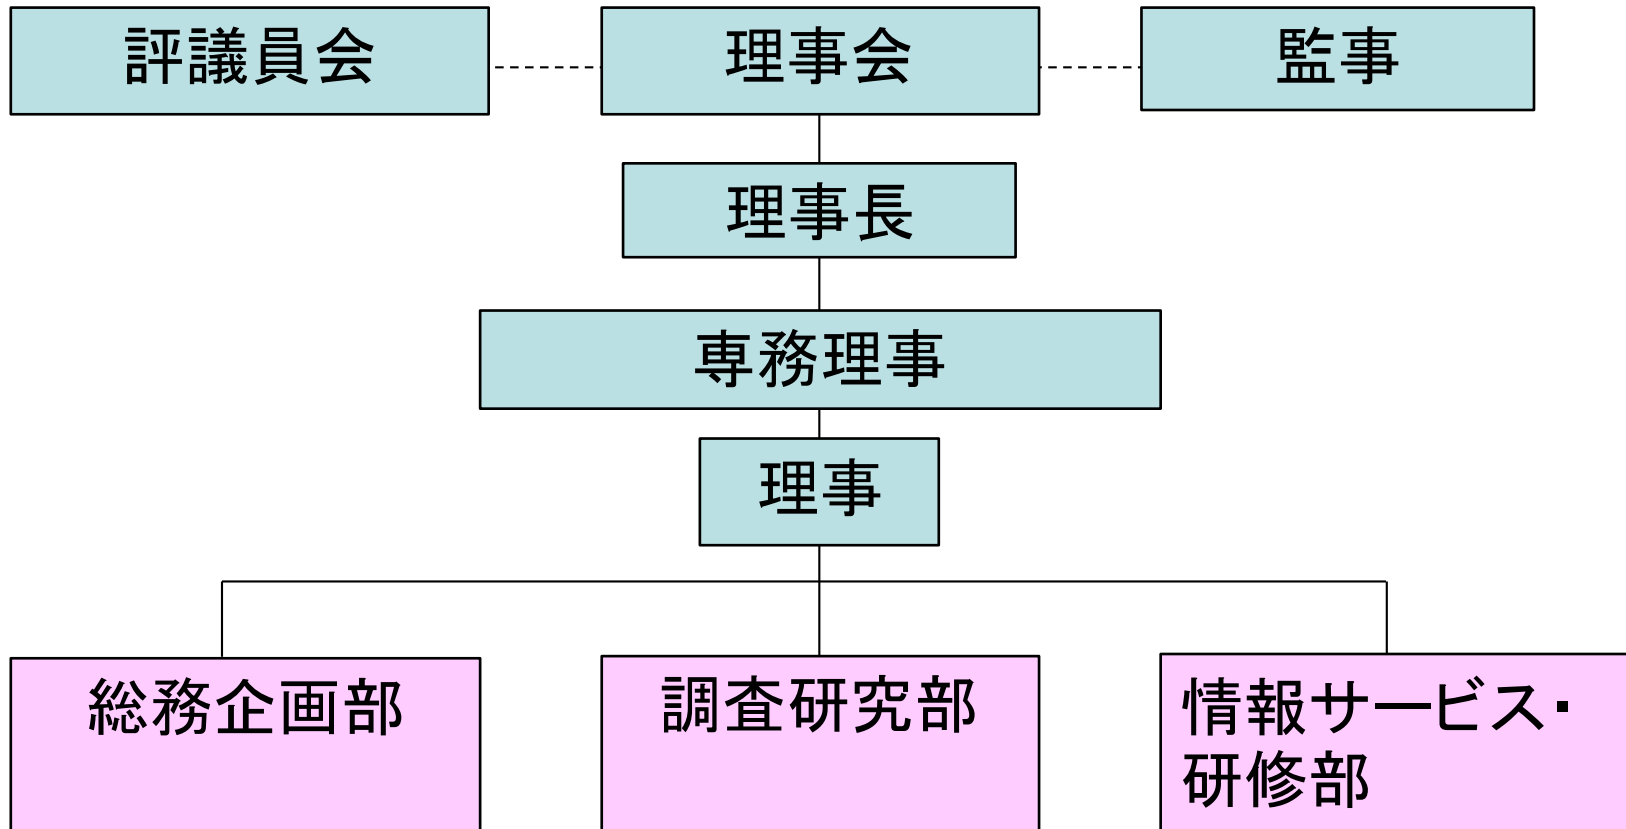 評議員会
理事会
監事
理事長
専務理事
理事
総務企画部
調査研究部
情報サービス・
研修部